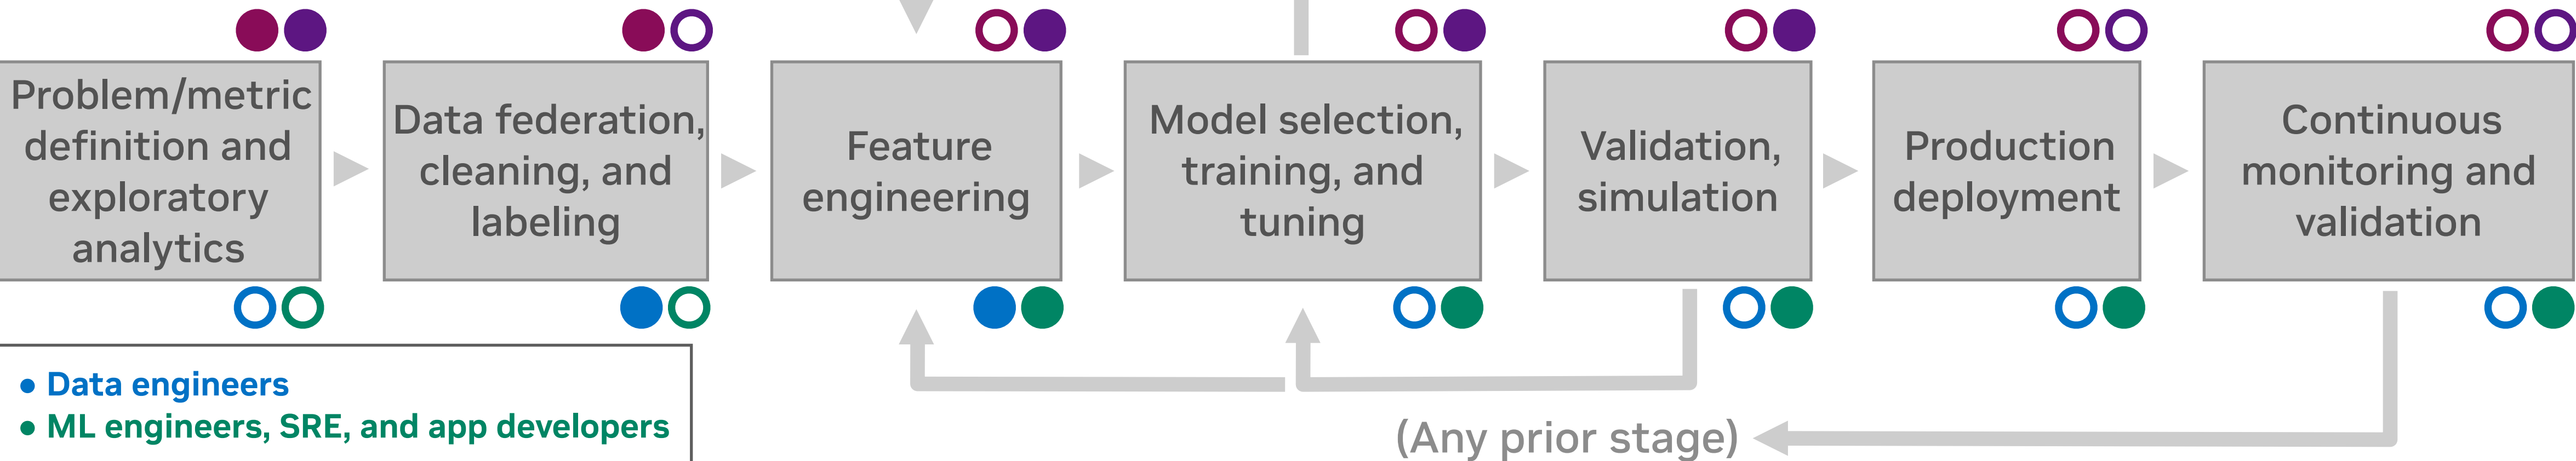 Problem/metric
definition and
exploratory
analytics
Data federation,
cleaning, and
labeling
Feature
engineering
Model selection,
training, and
tuning
Validation,
simulation
Production
deployment
Continuous
monitoring and
validation
• Data engineers
• ML engineers, SRE, and app developers
(Any prior stage)